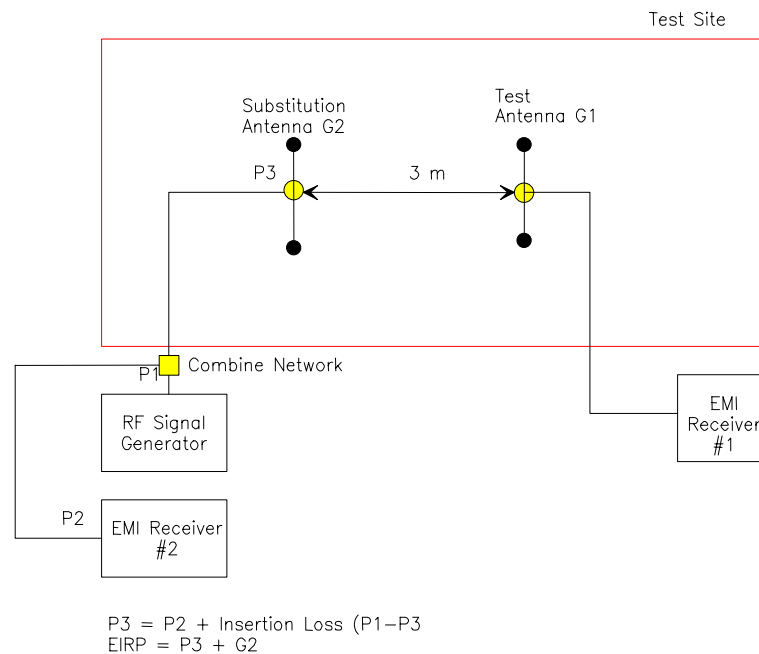 Test Site
Substitution
Antenna G2
Test
Antenna G1
P3
3 m
P1
Combine Network
RF Signal
Generator
EMI
Receiver
#1
P2
EMI Receiver
#2
P3 = P2 + Insertion Loss (P1-P3
EIRP = P3 + G2